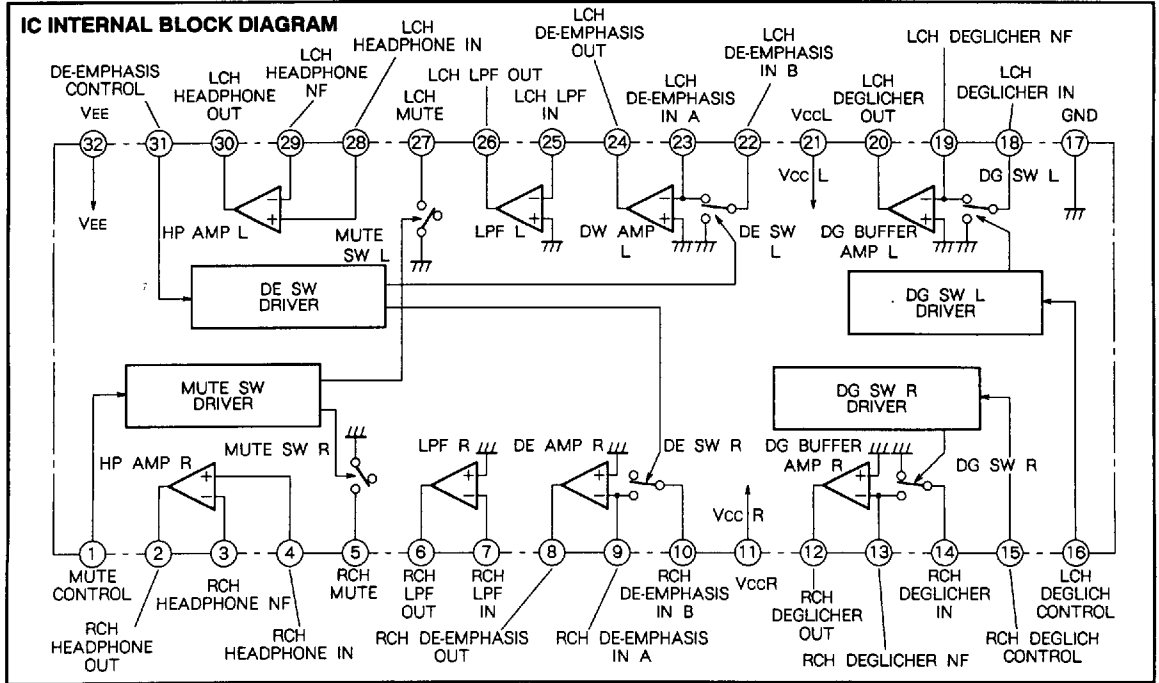 IC INTERNAL BLOCK DIAGRAM
DE-EMPHASIS
CONTROL
VEE
LCH
HEADPHONE
OUT
LCH
HEADPHONE
NF
LCH
HEADPHONE IN
LCH
MUTE
LCH LPF OUT
LCH LPF
IN
LCH
DE-EMPHASIS
OUT
LCH
DE-EMPHASIS
IN A
LCH
DE-EMPHASIS
IN B
VccL
LCH
DEGLICHER
OUT
LCH DEGLICHER NF
LCH
DEGLICHER IN
GND
32 31 30 29 28 27 26 25 24 23 22 21 20 19 18 17
VEE
HP AMP L
MUTE
SW L
LPF L
DW AMP
L
DE SW
L
Vcc L
DG BUFFER
AMP L
DG SW L
DE SW
DRIVER
DG SW L
DRIVER
MUTE SW
DRIVER
DG SW R
DRIVER
HP AMP R
MUTE SW R
LPF R
DE AMP R
DE SW R
Vcc R
DG BUFFER
AMP R
DG SW R
1 2 3 4 5 6 7 8 9 10 11 12 13 14 15 16
MUTE
CONTROL
RCH
HEADPHONE
OUT
RCH
HEADPHONE NF
RCH
HEADPHONE IN
RCH
MUTE
RCH
LPF
OUT
RCH
LPF
IN
RCH DE-EMPHASIS
OUT
RCH DE-EMPHASIS
IN A
RCH
DE-EMPHASIS
IN B
VccR
RCH
DEGLICHER
OUT
RCH DEGLICHER NF
RCH
DEGLICHER
IN
RCH DEGLICH
CONTROL
LCH
DEGLICH
CONTROL